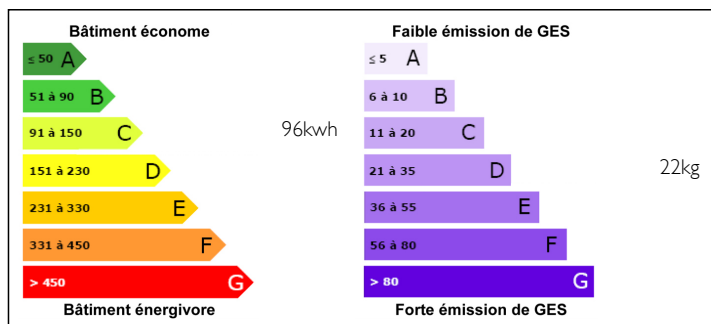 Bâtiment économe
≤ 50 A
51 à 90 B
91 à 150 C
96kwh
151 à 230 D
231 à 330 E
331 à 450 F
> 450 G
Bâtiment énergivore
Faible émission de GES
≤ 5 A
6 à 10 B
11 à 20 C
21 à 35 D
22kg
36 à 55 E
56 à 80 F
> 80 G
Forte émission de GES